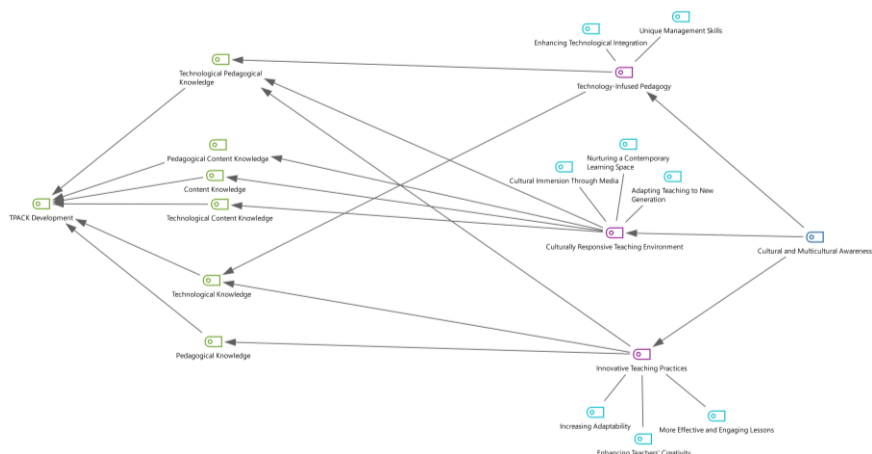 Unique Management Skills
Enhancing Technological Integration
Technological Pedagogical
Knowledge
Technology-Infused Pedagogy
Pedagogical Content Knowledge
Nurturing a Contemporary
Learning Space
Cultural Immersion Through Media
Content Knowledge
Adapting Teaching to New
Generation
TPACK Development
Technological Content Knowledge
Culturally Responsive Teaching Environment
Cultural and Multicultural Awareness
Technological Knowledge
Pedagogical Knowledge
Innovative Teaching Practices
Increasing Adaptability
More Effective and Engaging Lessons
Enhancing Teachers' Creativity